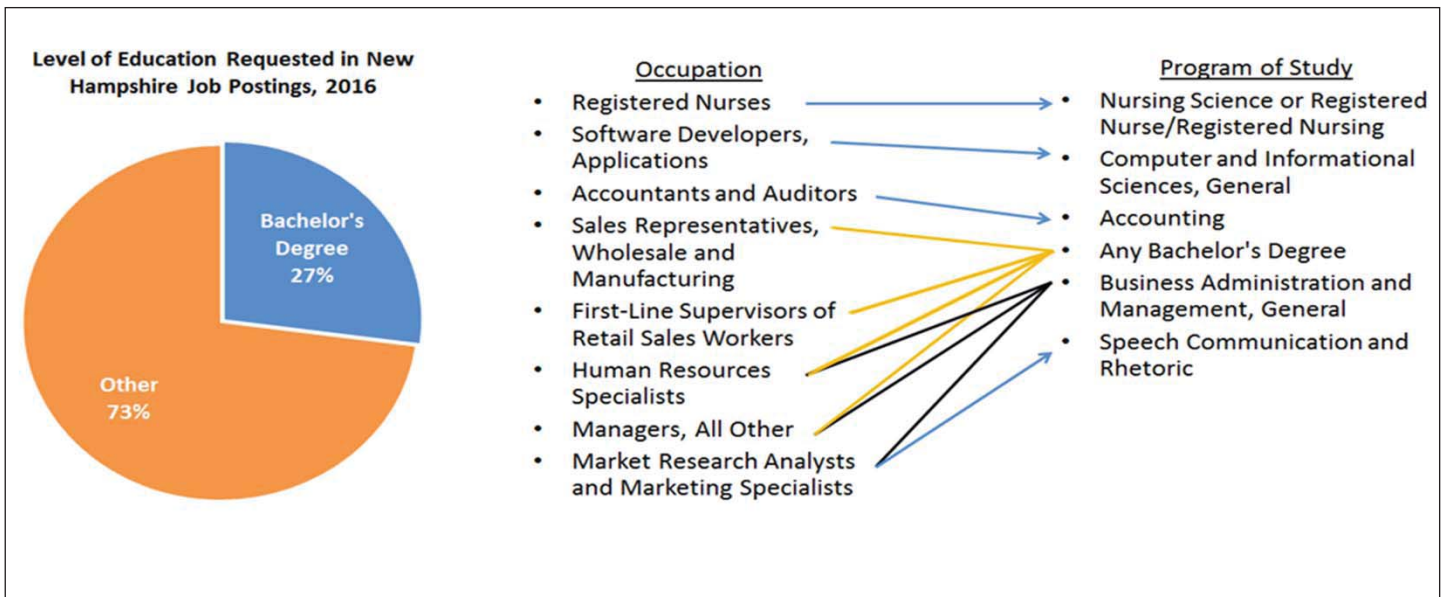 Level of Education Requested in New
Hampshire Job Postings, 2016
Bachelor's
Degree
27%
Other
73%
Occupation
• Registered Nurses
• Software Developers,
Applications
• Accountants and Auditors
• Sales Representatives,
Wholesale and
Manufacturing
• First-Line Supervisors of
Retail Sales Workers
• Human Resources
Specialists
• Managers, All Other
• Market Research Analysts
and Marketing Specialists
Program of Study
• Nursing Science or Registered
Nurse/Registered Nursing
• Computer and Informational
Sciences, General
• Accounting
• Any Bachelor's Degree
• Business Administration and
Management, General
• Speech Communication and
Rhetoric